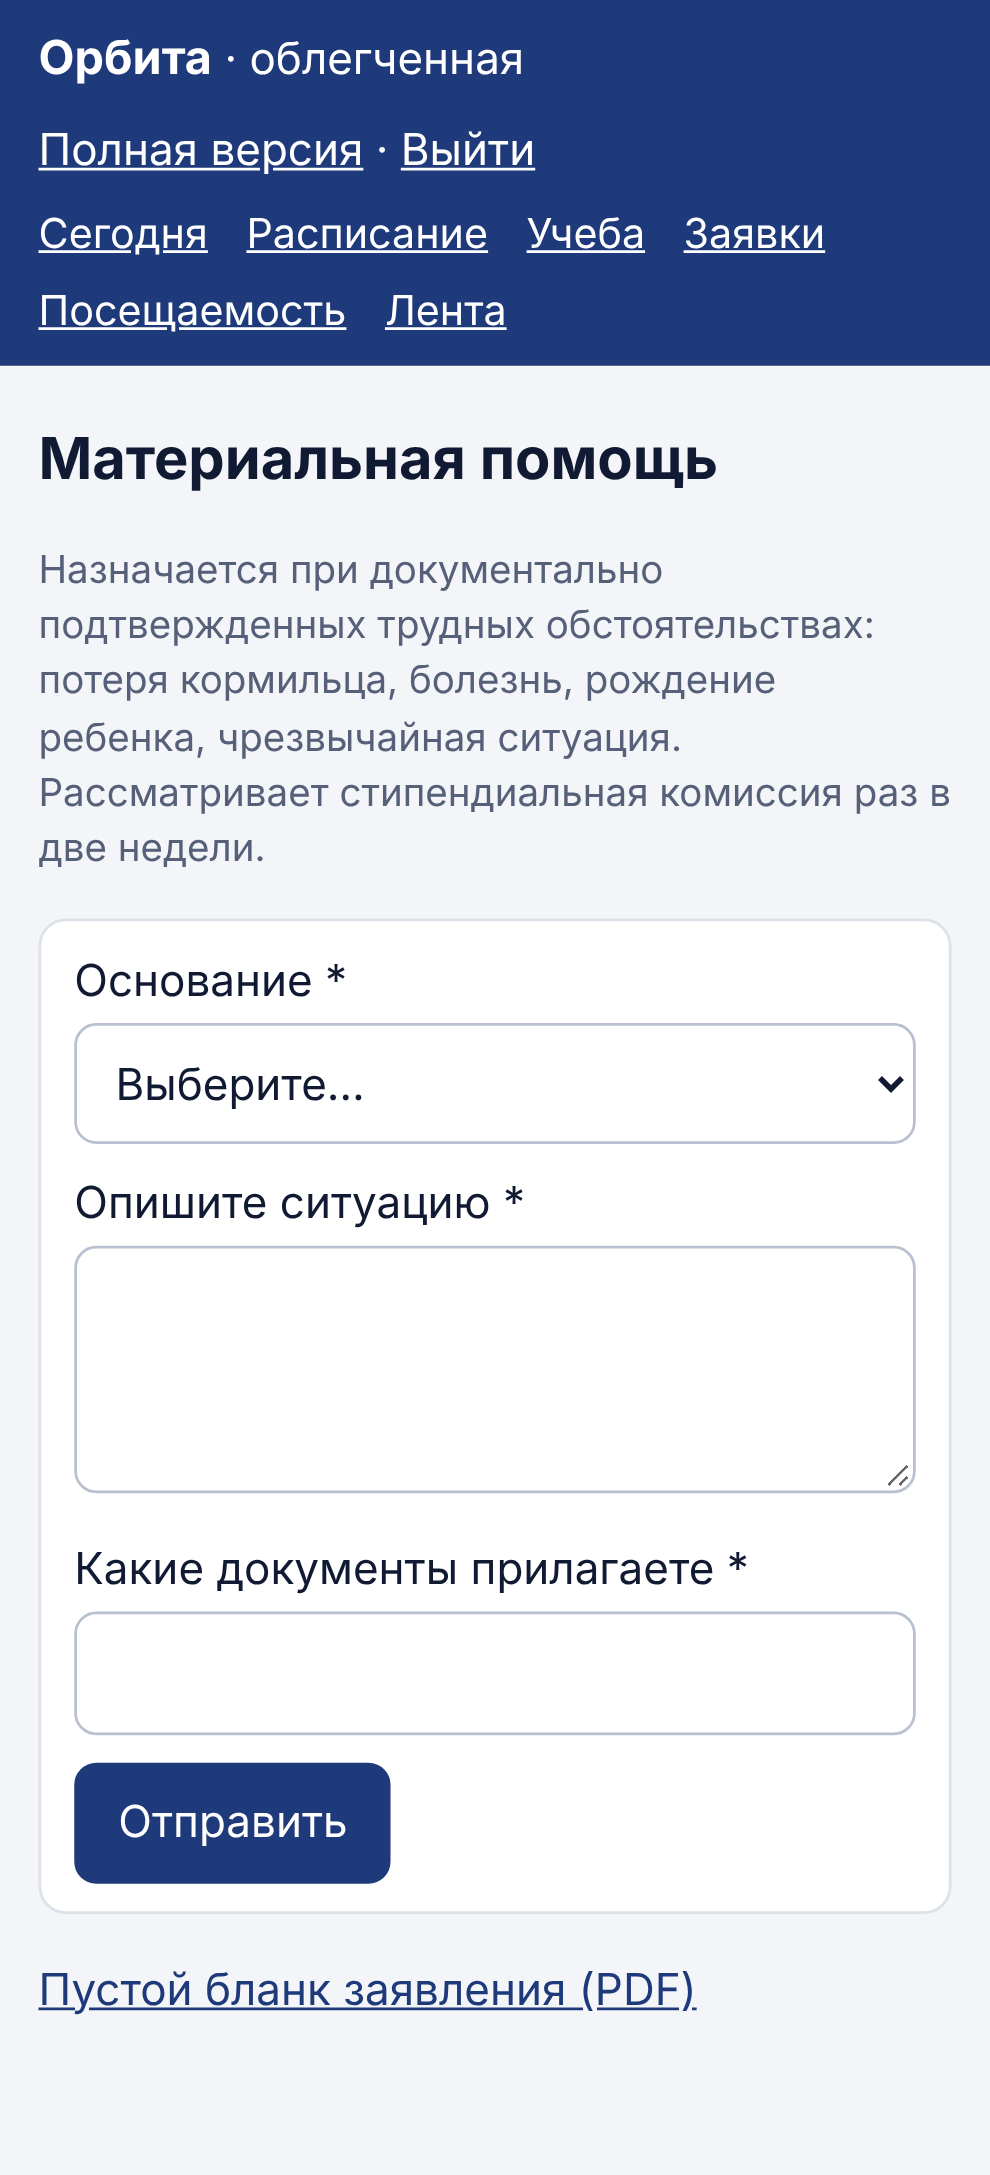 Орбита · облегченная
Полная версия · Выйти
Сегодня Расписание Учеба Заявки
Посещаемость Лента
Материальная помощь
Назначается при документально
подтвержденных трудных обстоятельствах:
потеря кормильца, болезнь, рождение
ребенка, чрезвычайная ситуация.
Рассматривает стипендиальная комиссия раз в
две недели.
Основание *
Выберите...
Опишите ситуацию *
Какие документы прилагаете *
Отправить
Пустой бланк заявления (PDF)